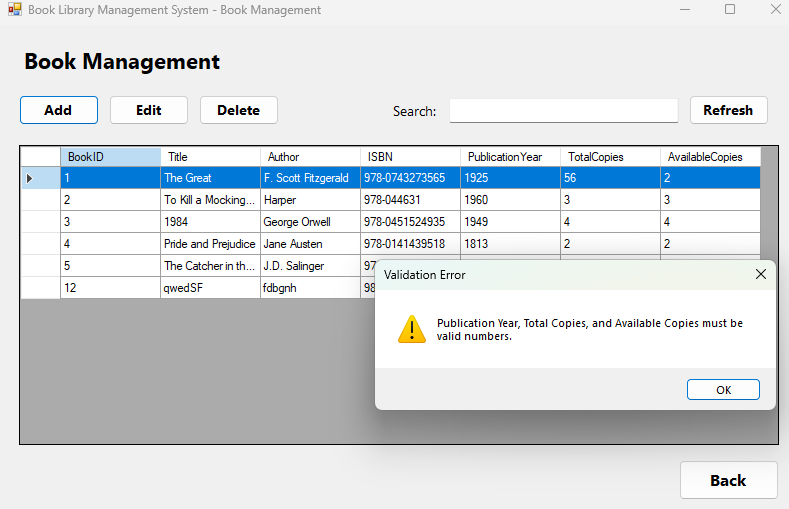 Book Library Management System - Book Management
Book Management
Add Edit Delete Search: Refresh
BookID Title Author ISBN PublicationYear TotalCopies AvailableCopies
1 The Great F. Scott Fitzgerald 978-0743273565 1925 56 2
2 To Kill a Mocking... Harper 978-044631 1960 3 3
3 1984 George Orwell 978-0451524935 1949 4 4
4 Pride and Prejudice Jane Austen 978-0141439518 1813 2 2
5 The Catcher in th... J.D. Salinger 97
12 qwedSF fdbgnh 98
Validation Error
Publication Year, Total Copies, and Available Copies must be
valid numbers.
OK
Back